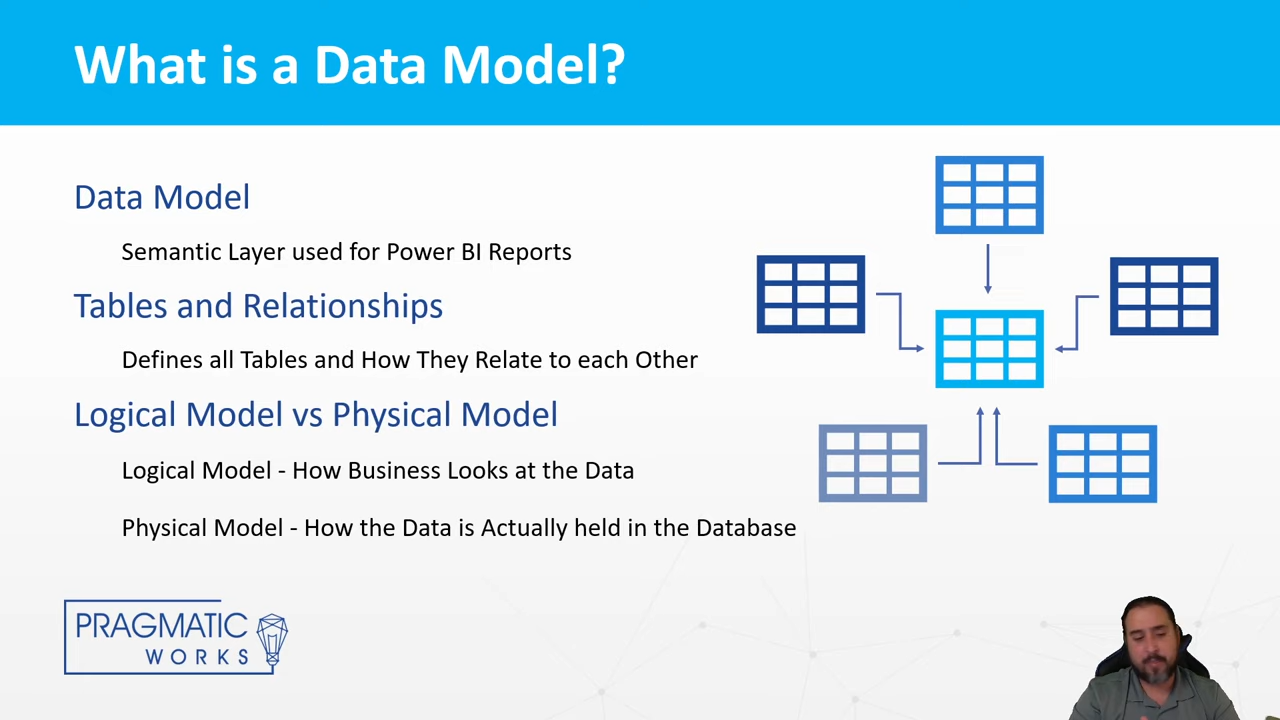 What is a Data Model?
Data Model
Semantic Layer used for Power BI Reports
Tables and Relationships
Defines all Tables and How They Relate to each Other
Logical Model vs Physical Model
Logical Model - How Business Looks at the Data
Physical Model - How the Data is Actually held in the Database
PRAGMATIC
WORKS